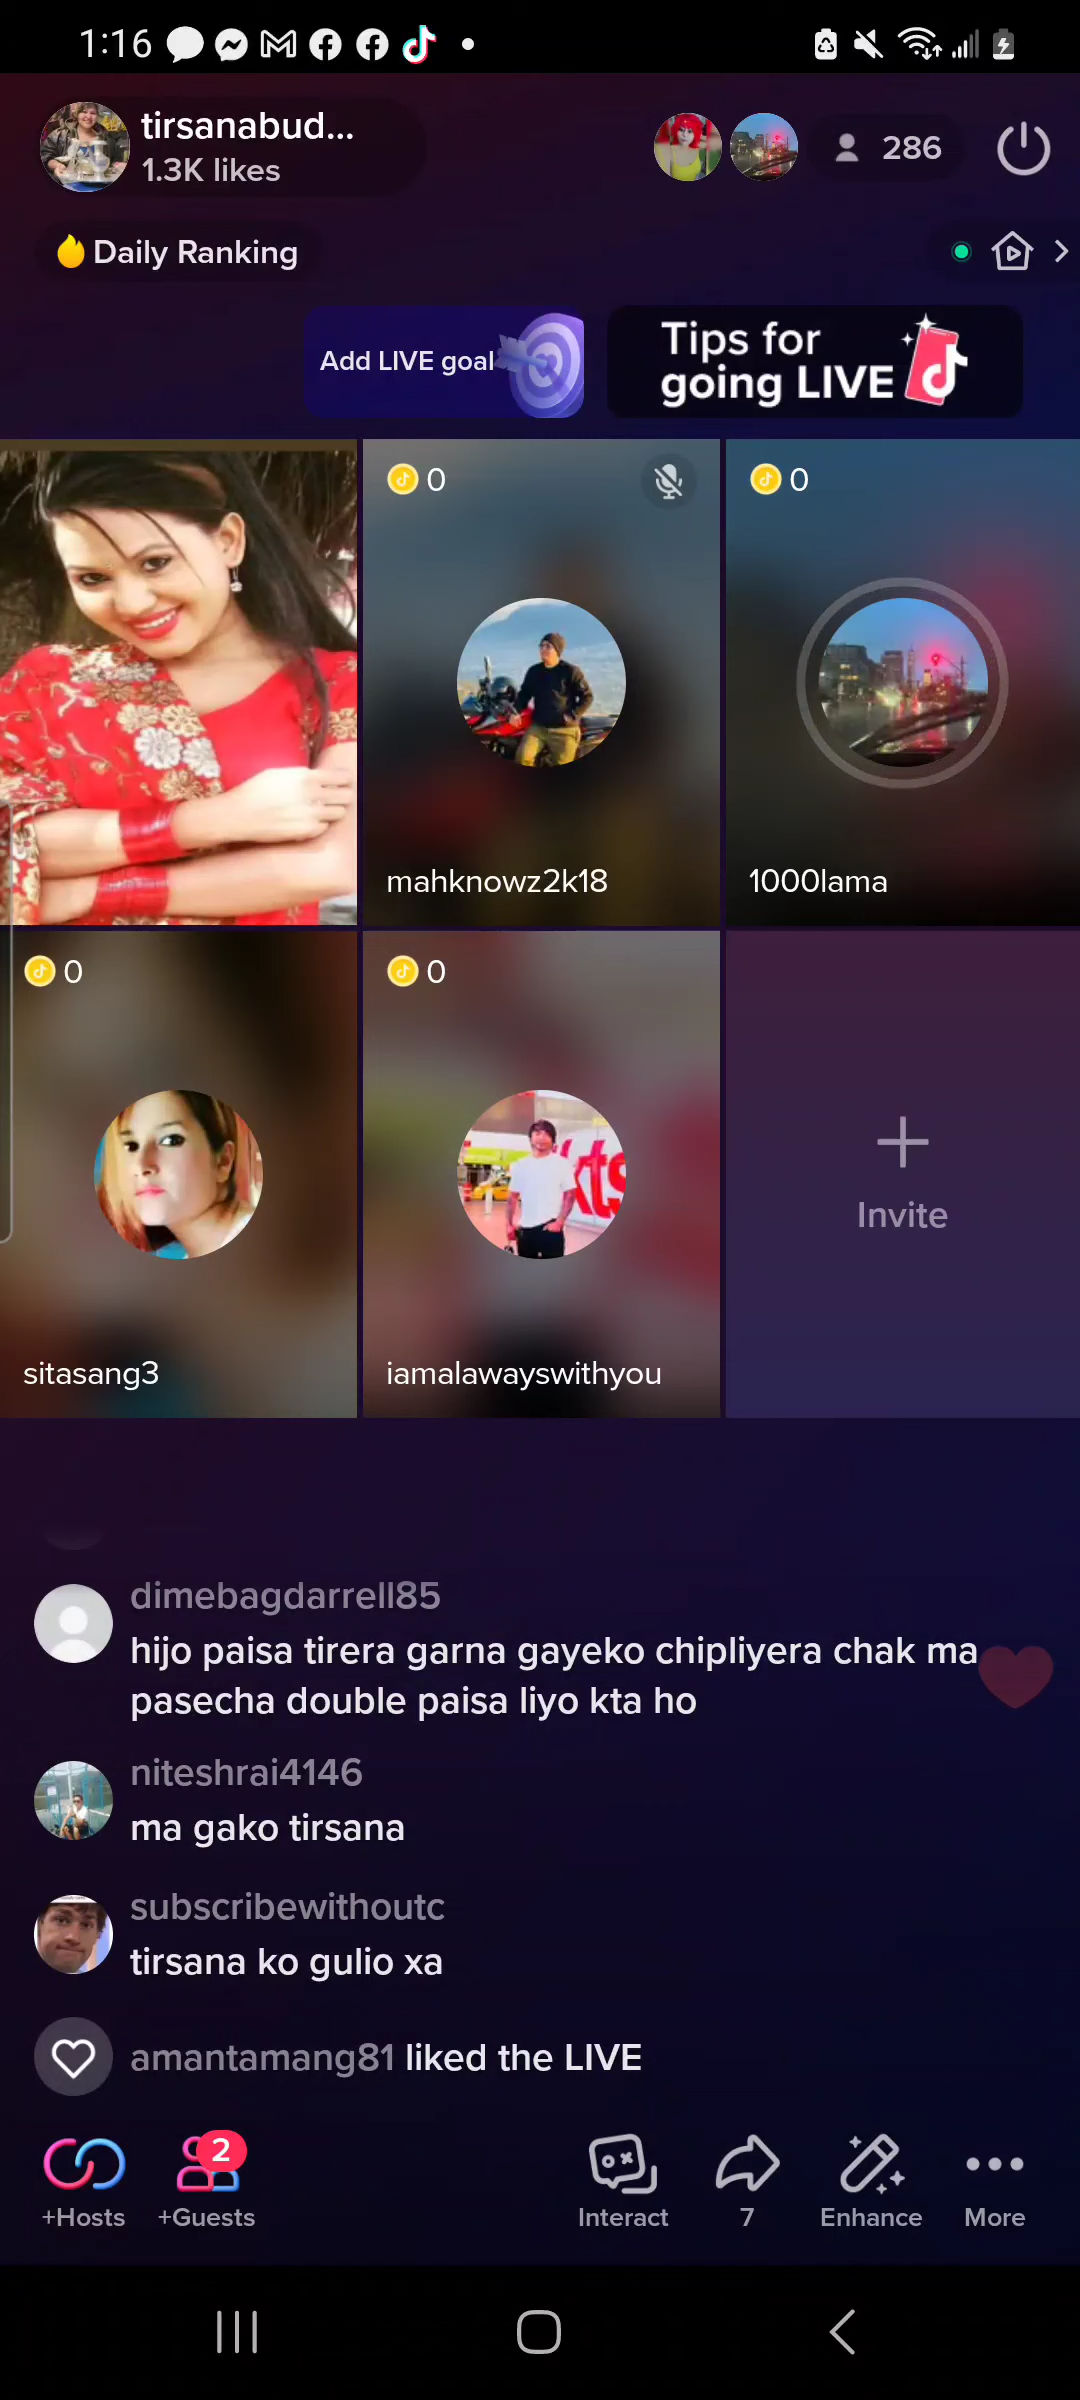 1:16
tirsanabud...
1.3K likes
286
Daily Ranking
Add LIVE goal
Tips for
going LIVE
0
0
mahknowz2k18
1000lama
0
0
kts
Invite
sitasang3
iamalawayswithyou
dimebagdarrell85
hijo paisa tirera garna gayeko chipliyera chak ma
pasecha double paisa liyo kta ho
niteshrai4146
ma gako tirsana
subscribewithoutc
tirsana ko gulio xa
amantamang81 liked the LIVE
2
+Hosts
+Guests
Interact
7
Enhance
More